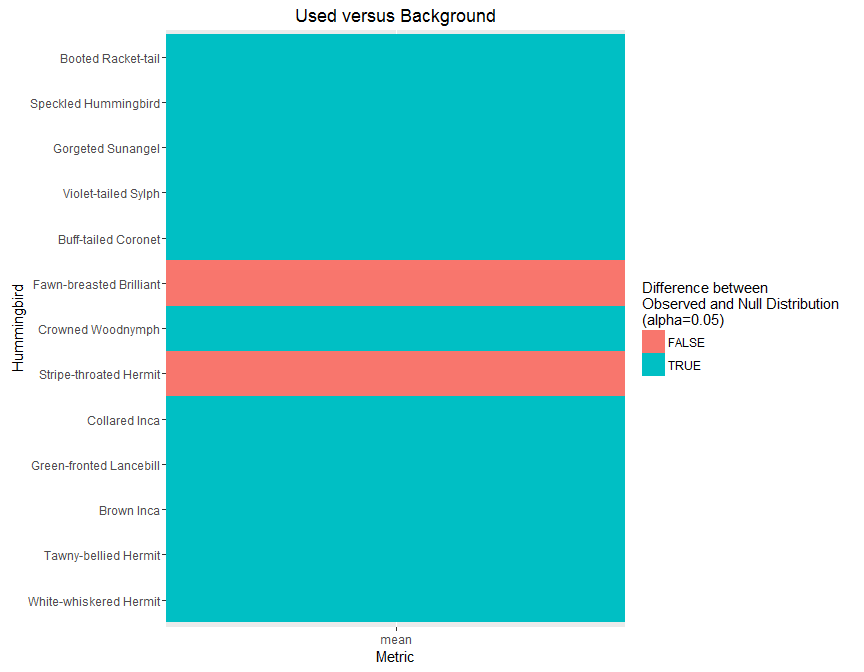 Used versus Background
Hummingbird
Booted Racket-tail
Speckled Hummingbird
Gorgeted Sunangel
Violet-tailed Sylph
Buff-tailed Coronet
Fawn-breasted Brilliant
Crowned Woodnymph
Stripe-throated Hermit
Collared Inca
Green-fronted Lancebill
Brown Inca
Tawny-bellied Hermit
White-whiskered Hermit
mean
Metric
Difference between
Observed and Null Distribution
(alpha=0.05)
FALSE
TRUE